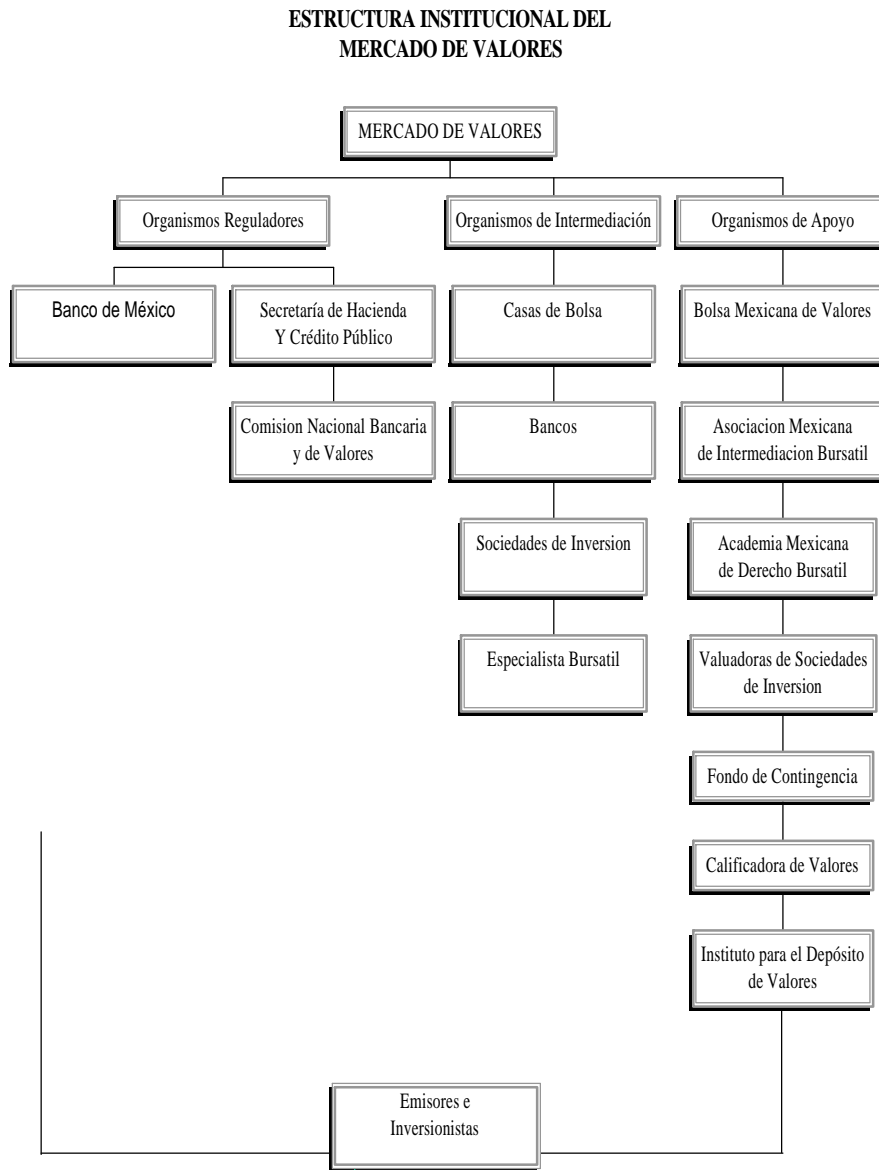 ESTRUCTURA INSTITUCIONAL DEL
MERCADO DE VALORES
MERCADO DE VALORES
Organismos Reguladores
Organismos de Intermediación
Organismos de Apoyo
Banco de México
Secretaría de Hacienda
Y Crédito Público
Casas de Bolsa
Bolsa Mexicana de Valores
Comision Nacional Bancaria
y de Valores
Bancos
Asociacion Mexicana
de Intermediacion Bursatil
Sociedades de Inversion
Academia Mexicana
de Derecho Bursatil
Especialista Bursatil
Valuadoras de Sociedades
de Inversion
Fondo de Contingencia
Calificadora de Valores
Instituto para el Depósito
de Valores
Emisores e
Inversionistas